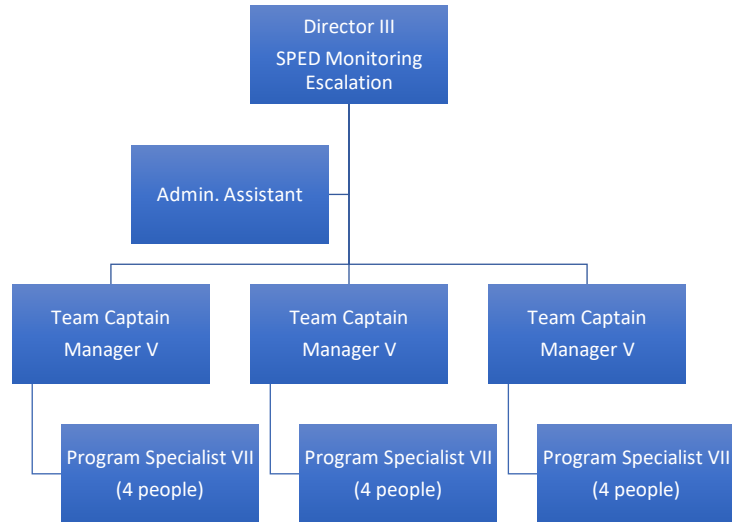 Director III
SPED Monitoring
Escalation
Admin. Assistant
Team Captain
Manager V
Team Captain
Manager V
Team Captain
Manager V
Program Specialist VII
(4 people)
Program Specialist VII
(4 people)
Program Specialist VII
(4 people)